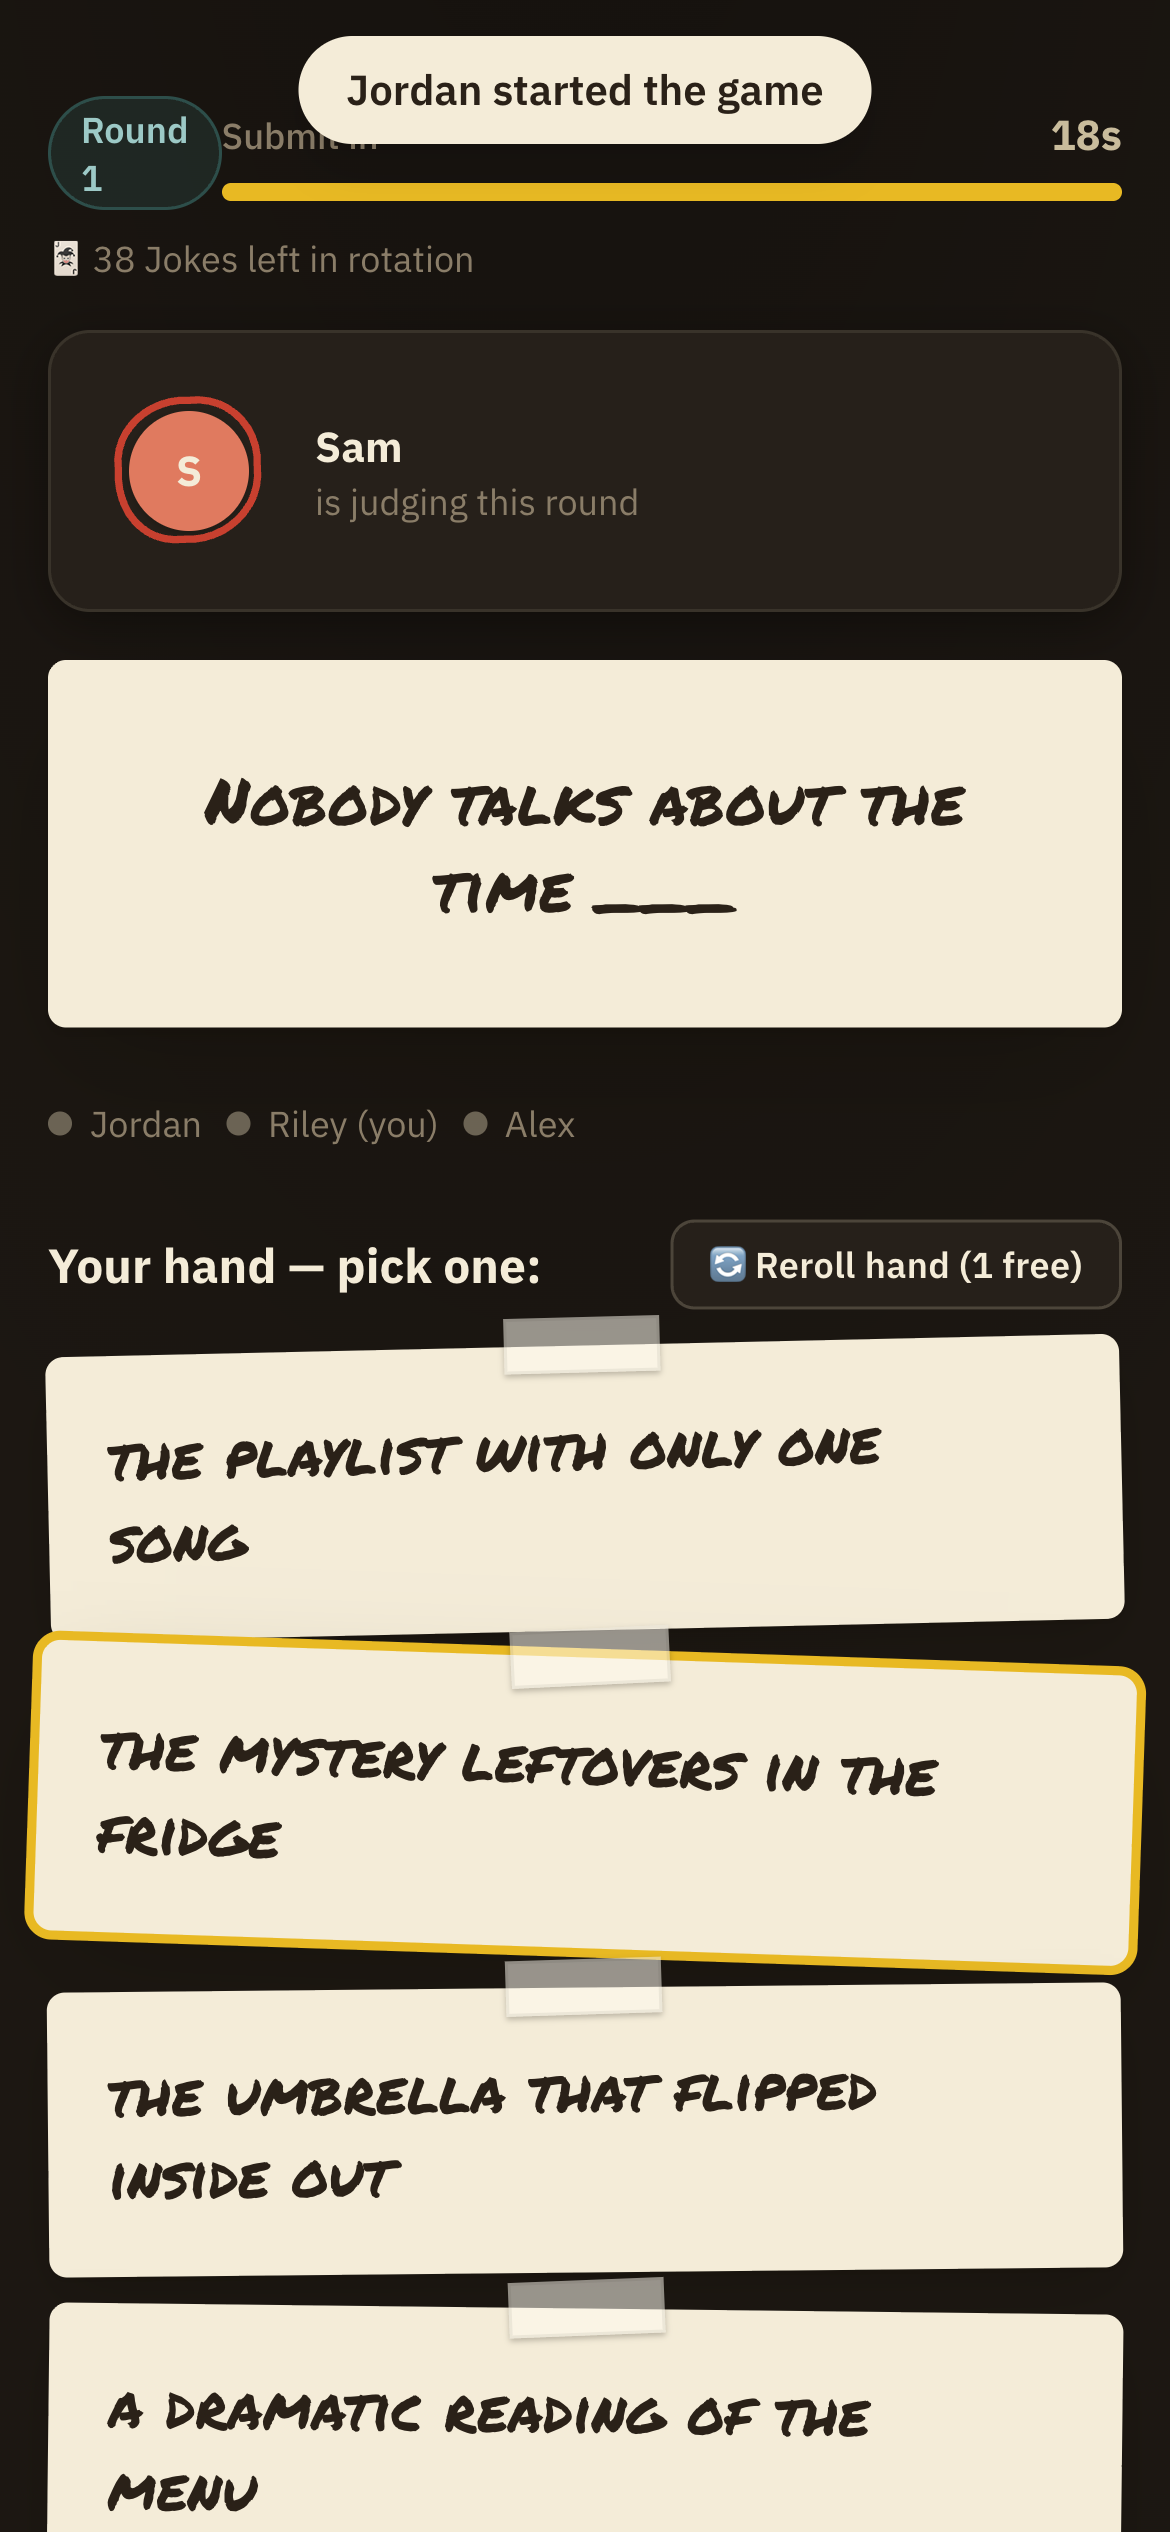 Jordan started the game
Round
1
Submit in
18s
38 Jokes left in rotation
S
Sam
is judging this round
NOBODY TALKS ABOUT THE
TIME ____
Jordan Riley (you) Alex
Your hand — pick one:
Reroll hand (1 free)
THE PLAYLIST WITH ONLY ONE
SONG
THE MYSTERY LEFTOVERS IN THE
FRIDGE
THE UMBRELLA THAT FLIPPED
INSIDE OUT
A DRAMATIC READING OF THE
MENU